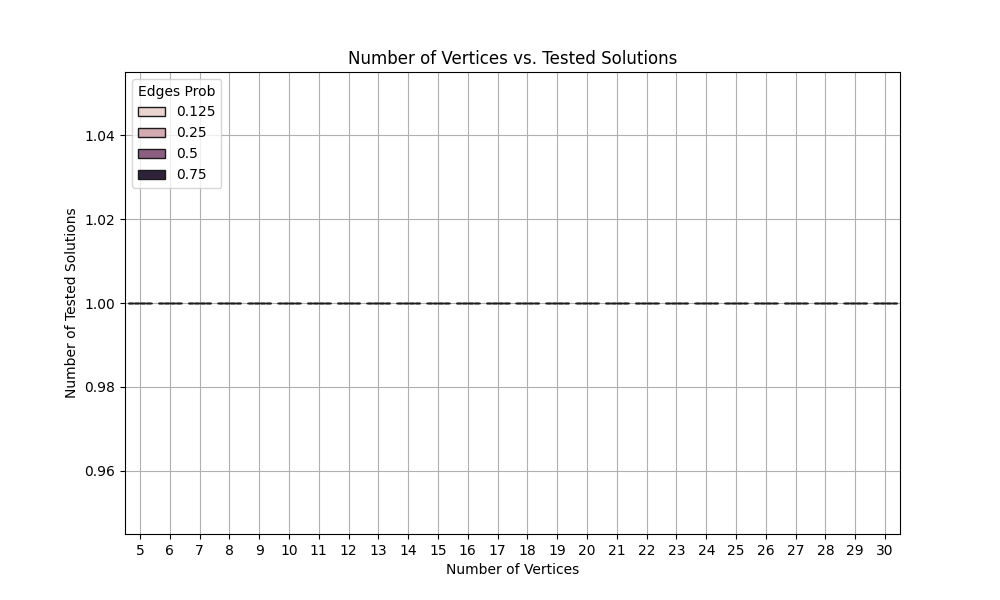 Number of Vertices vs. Tested Solutions
Edges Prob
0.125
0.25
0.5
0.75
1.04
1.02
1.00
0.98
0.96
Number of Tested Solutions
5 6 7 8 9 10 11 12 13 14 15 16 17 18 19 20 21 22 23 24 25 26 27 28 29 30
Number of Vertices